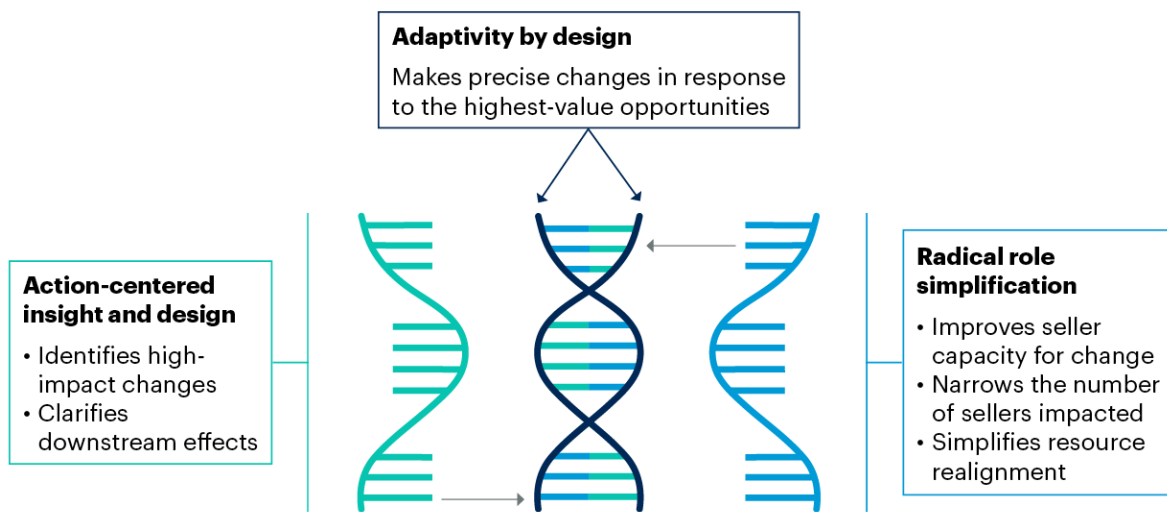 Adaptivity by design
Makes precise changes in response
to the highest-value opportunities
Action-centered
insight and design
• Identifies high-
impact changes
• Clarifies
downstream effects
Radical role
simplification
• Improves seller
capacity for change
• Narrows the number
of sellers impacted
• Simplifies resource
realignment